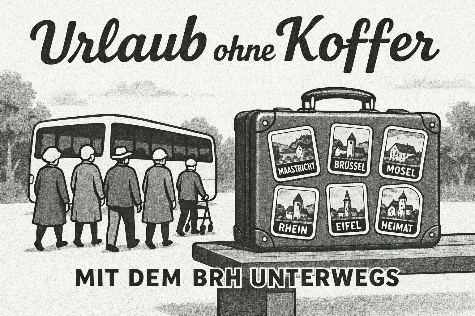 Urlaub ohne Koffer
MAASTRICHT
BRÜSSEL
MOSEL
RHEIN
EIFEL
HEIMAT
MIT DEM BRH UNTERWEGS